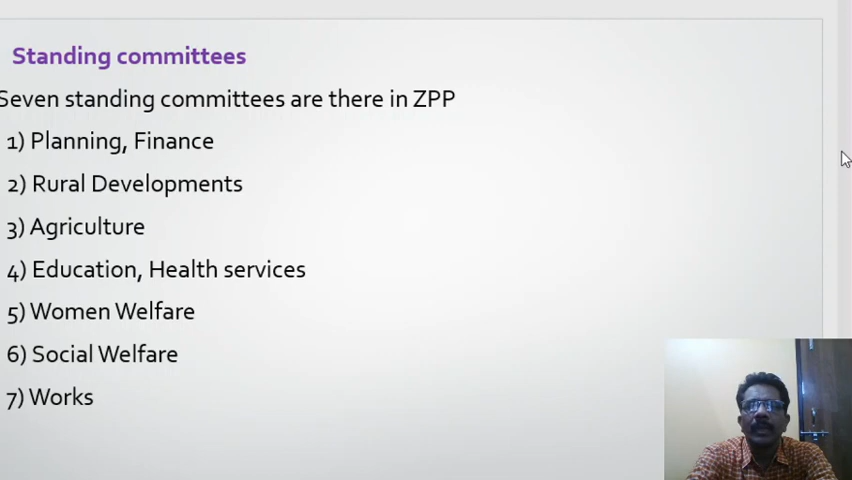 Standing committees
Seven standing committees are there in ZPP
1) Planning, Finance
2) Rural Developments
3) Agriculture
4) Education, Health services
5) Women Welfare
6) Social Welfare
7) Works